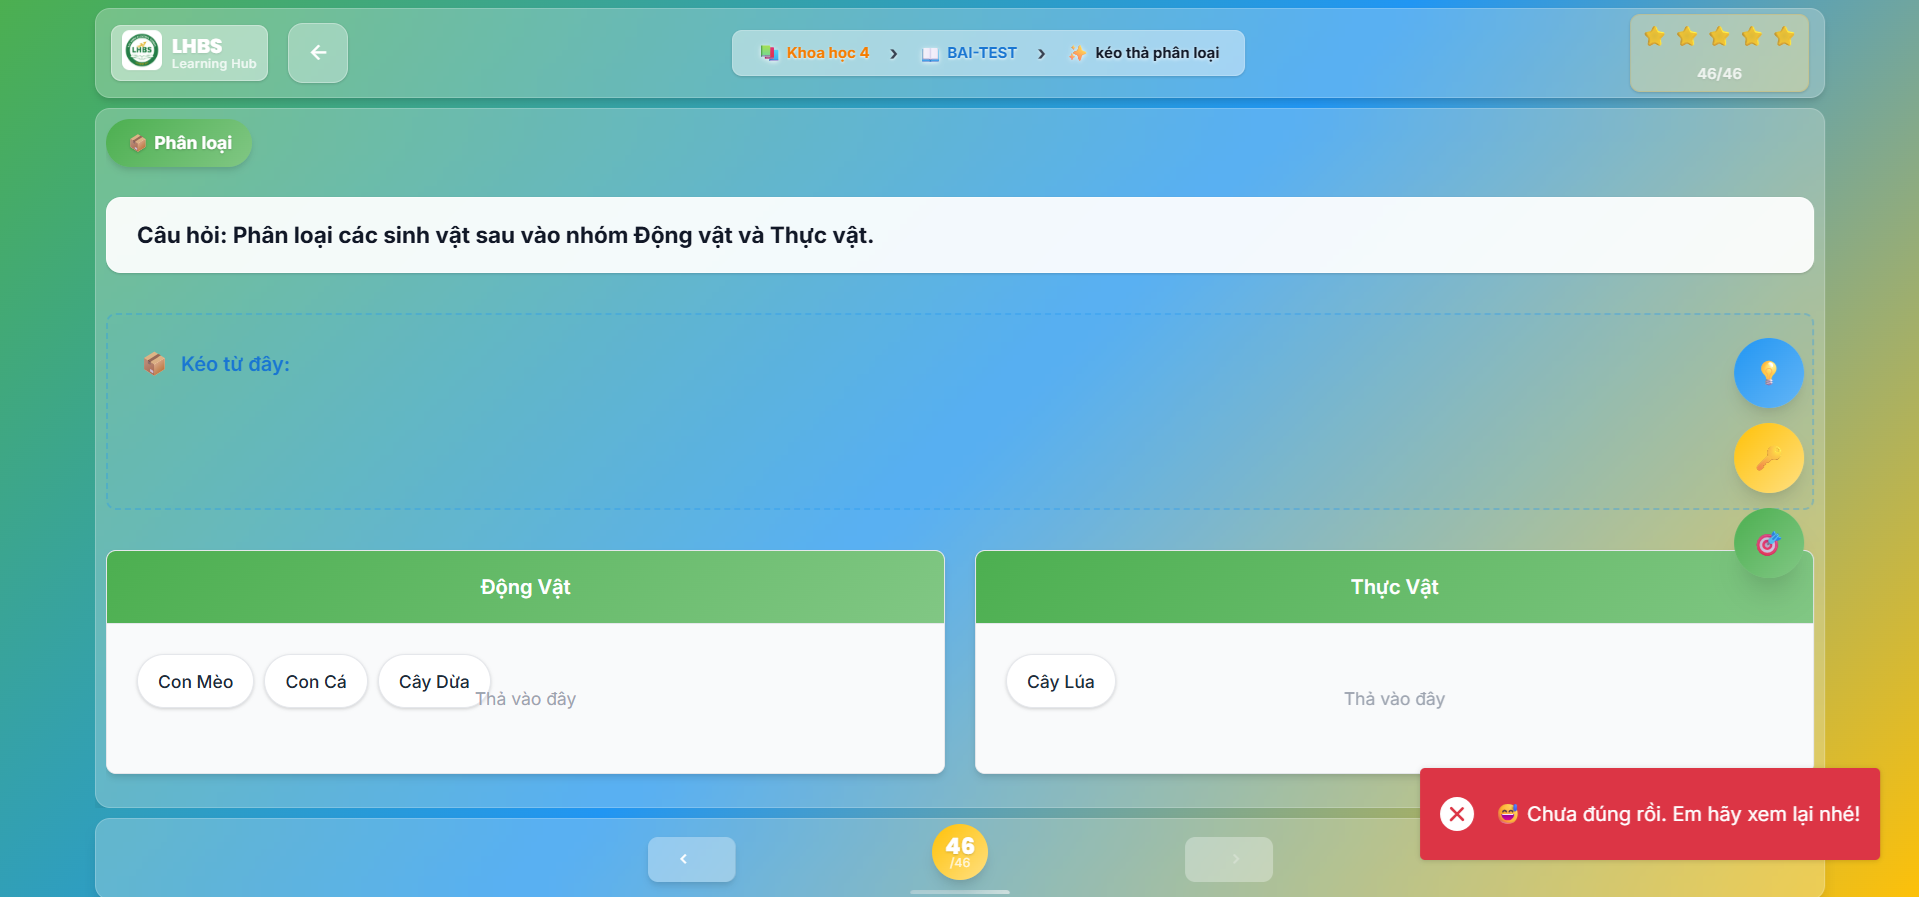 LHBS
LHBS
Learning Hub
Khoa học 4 › BAI-TEST › kéo thả phân loại
46/46
Phân loại
Câu hỏi: Phân loại các sinh vật sau vào nhóm Động vật và Thực vật.
Kéo từ đây:
Động Vật
Thực Vật
Con Mèo
Con Cá
Cây Dừa
Thả vào đây
Cây Lúa
Thả vào đây
😅 Chưa đúng rồi. Em hãy xem lại nhé!
46
/46